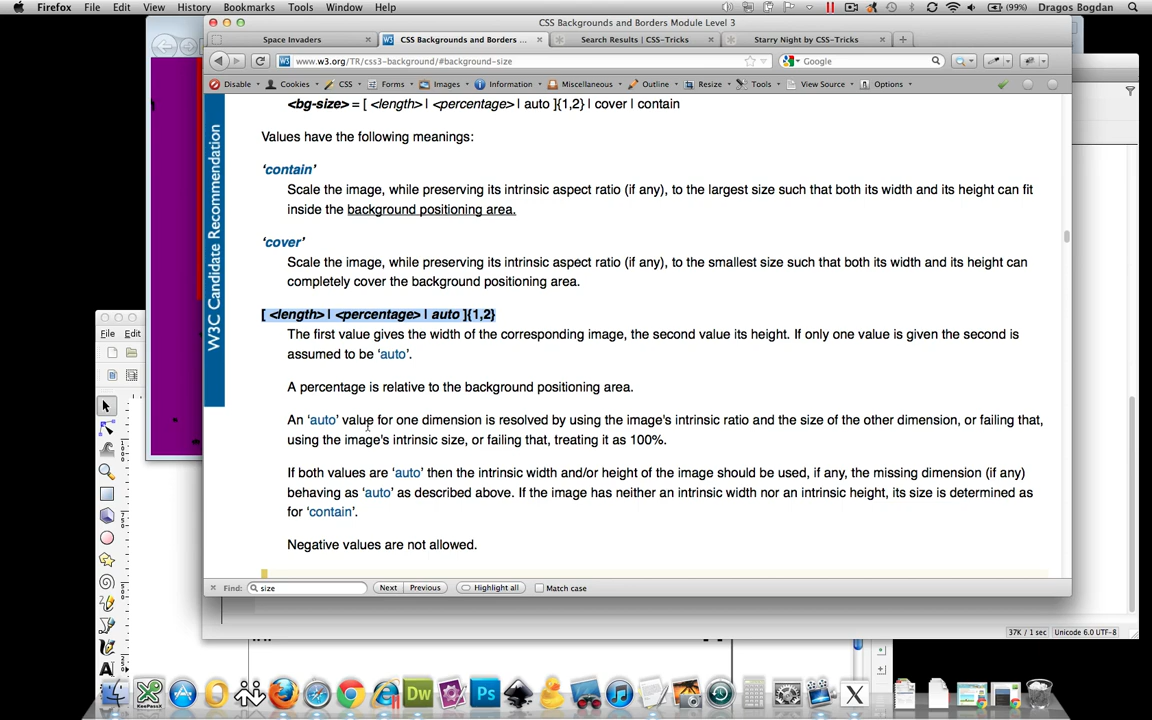 Firefox File Edit View History Bookmarks Tools Window Help (99%) Dragos Bogdan
CSS Backgrounds and Borders Module Level 3
Space Invaders CSS Backgrounds and Borders ... Search Results | CSS-Tricks Starry Night by CSS-Tricks
www.w3.org/TR/css3-background/#background-size Google
Disable Cookies CSS Forms Images Information Miscellaneous Outline Resize Tools View Source Options
<bg-size> = [ <length> | <percentage> | auto ]{1,2} | cover | contain
Values have the following meanings:
‘contain’
Scale the image, while preserving its intrinsic aspect ratio (if any), to the largest size such that both its width and its height can fit
inside the background positioning area.
‘cover’
Scale the image, while preserving its intrinsic aspect ratio (if any), to the smallest size such that both its width and its height can
completely cover the background positioning area.
[ <length> | <percentage> | auto ]{1,2}
The first value gives the width of the corresponding image, the second value its height. If only one value is given the second is
assumed to be ‘auto’.
A percentage is relative to the background positioning area.
An ‘auto’ value for one dimension is resolved by using the image's intrinsic ratio and the size of the other dimension, or failing that,
using the image's intrinsic size, or failing that, treating it as 100%.
If both values are ‘auto’ then the intrinsic width and/or height of the image should be used, if any, the missing dimension (if any)
behaving as ‘auto’ as described above. If the image has neither an intrinsic width nor an intrinsic height, its size is determined as
for ‘contain’.
Negative values are not allowed.
W3C Candidate Recommendation
File Edit
Find: size Next Previous Highlight all Match case
37K / 1 sec Unicode 6.0 UTF-8
KeePassX Dw Ps X